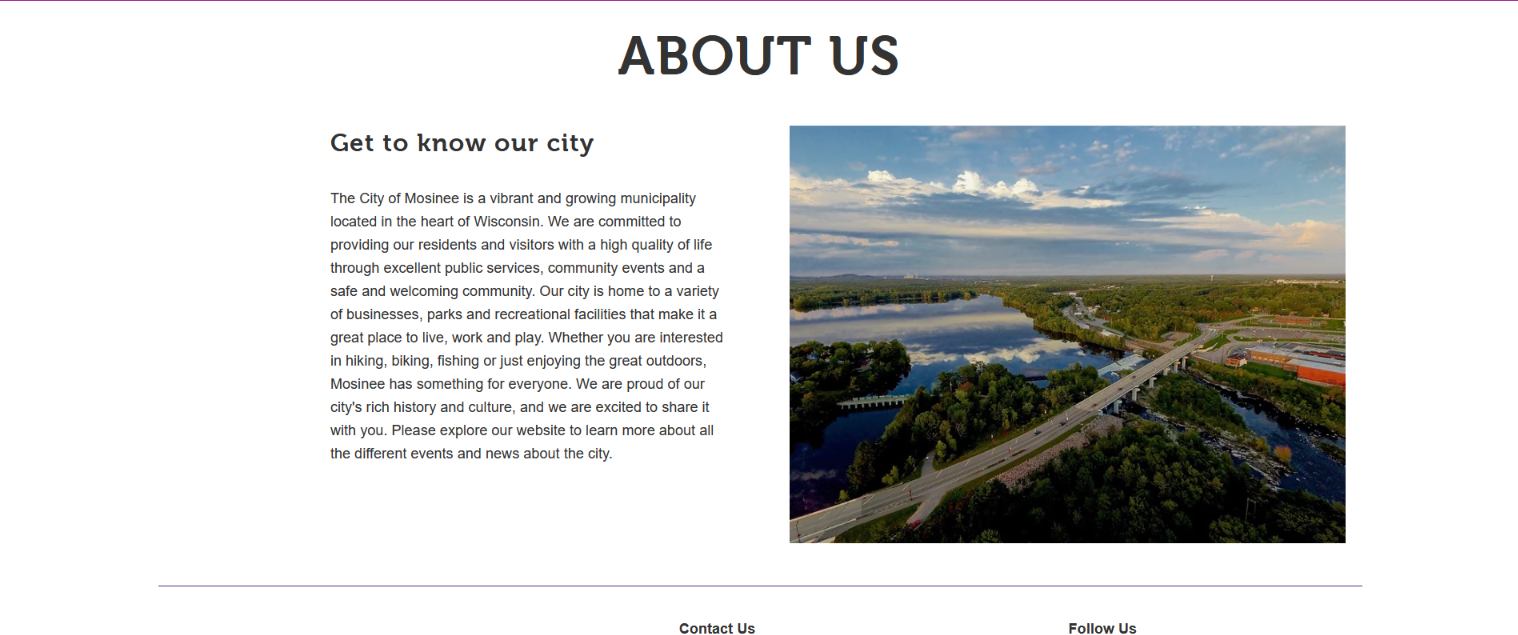 ABOUT US
Get to know our city
The City of Mosinee is a vibrant and growing municipality
located in the heart of Wisconsin. We are committed to
providing our residents and visitors with a high quality of life
through excellent public services, community events and a
safe and welcoming community. Our city is home to a variety
of businesses, parks and recreational facilities that make it a
great place to live, work and play. Whether you are interested
in hiking, biking, fishing or just enjoying the great outdoors,
Mosinee has something for everyone. We are proud of our
city's rich history and culture, and we are excited to share it
with you. Please explore our website to learn more about all
the different events and news about the city.
Contact Us
Follow Us